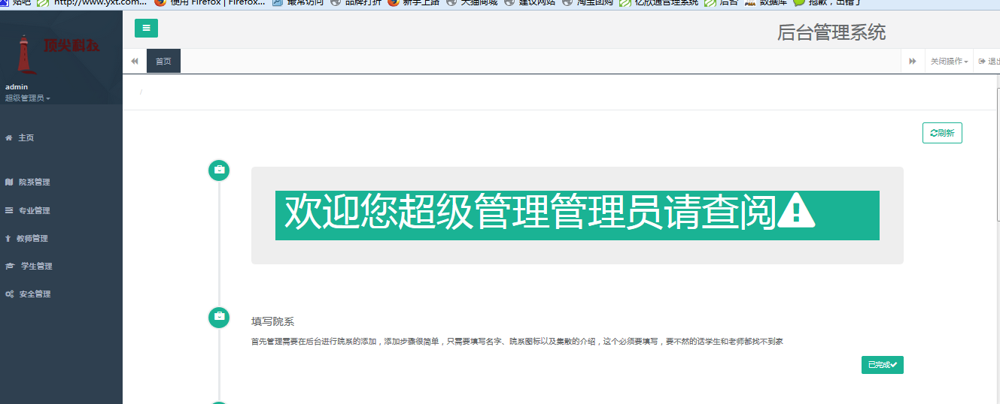 贴吧 http://www.yxt.com... 使用 Firefox | Firefox... 最常访问 品牌打折 新手上路 天猫商城 建议网站 淘宝团购 亿欣通管理系统 后台 数据库 抱歉，出错了
顶尖科技
后台管理系统
首页
关闭操作
退出
admin
超级管理员
/
主页
刷新
院系管理
专业管理
教师管理
学生管理
安全管理
欢迎您超级管理管理员请查阅
填写院系
首先管理需要在后台进行院系的添加，添加步骤很简单，只需要填写名字、院系图标以及集散的介绍，这个必须要填写，要不然的话学生和老师都找不到家
已完成